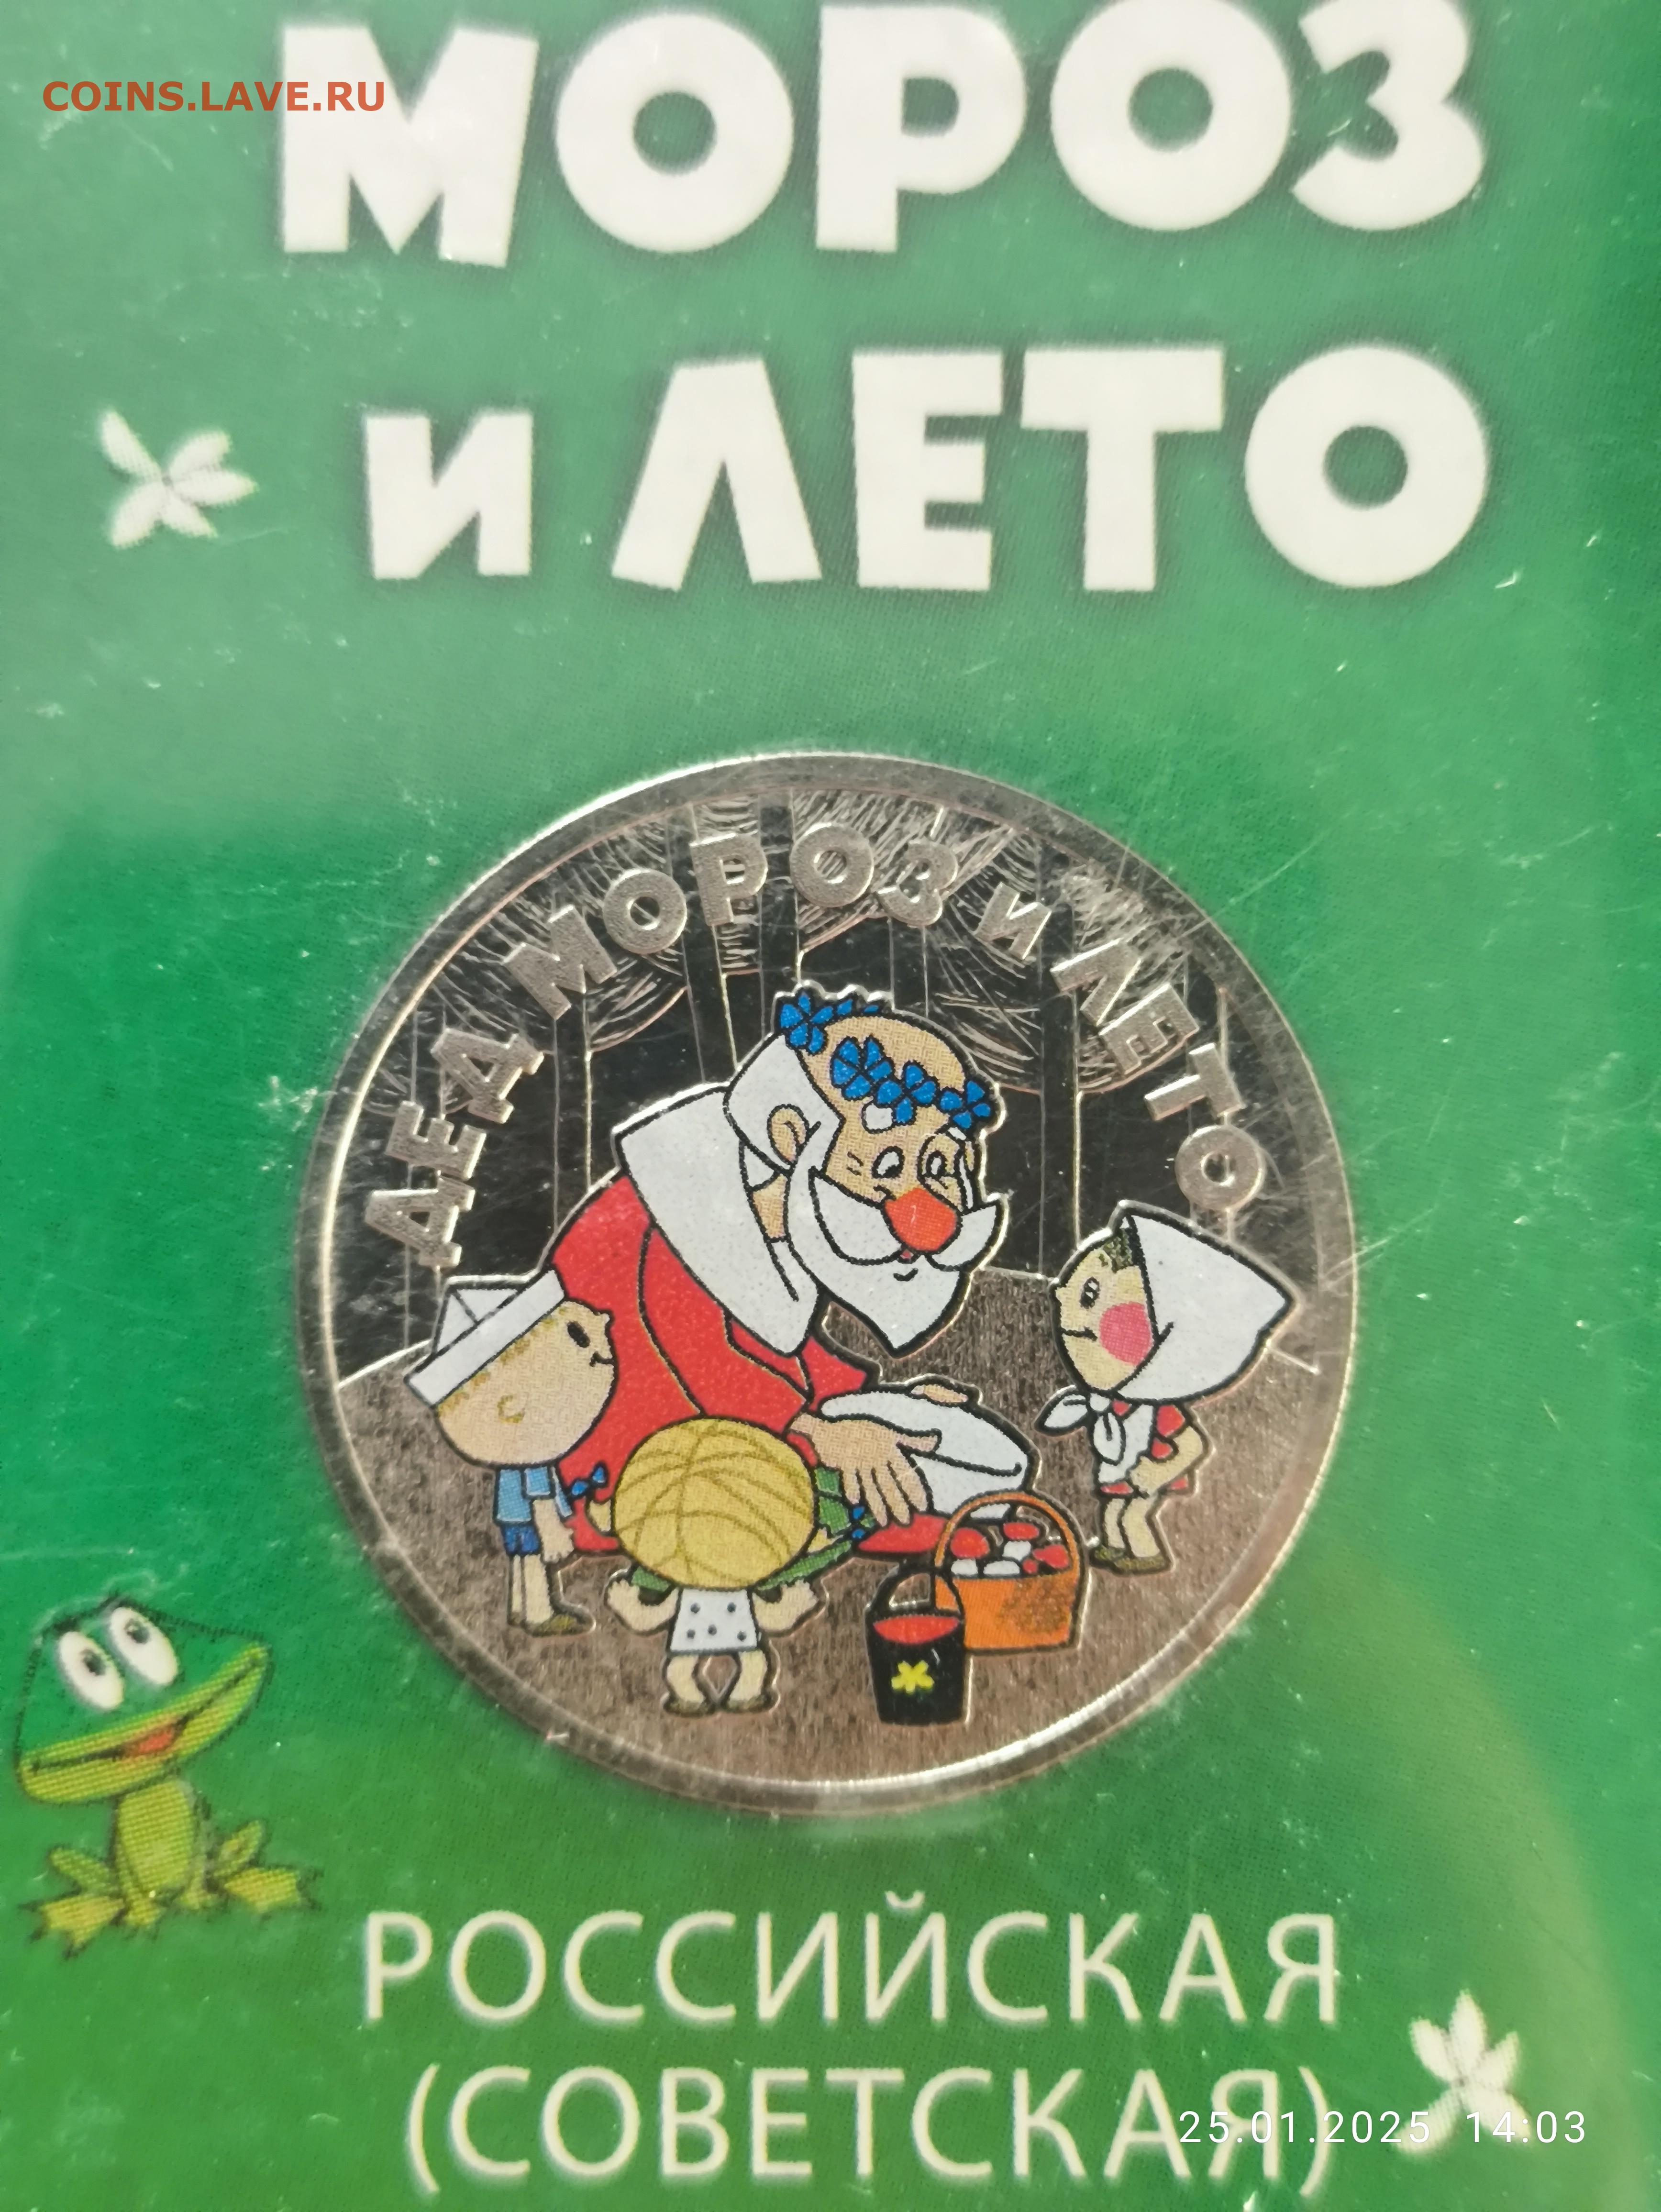 COINS.LAVE.RU
МОРОЗ
И ЛЕТО
ДЕД МОРОЗ И ЛЕТО
РОССИЙСКАЯ
(СОВЕТСКАЯ)
25.01.2025 14:03